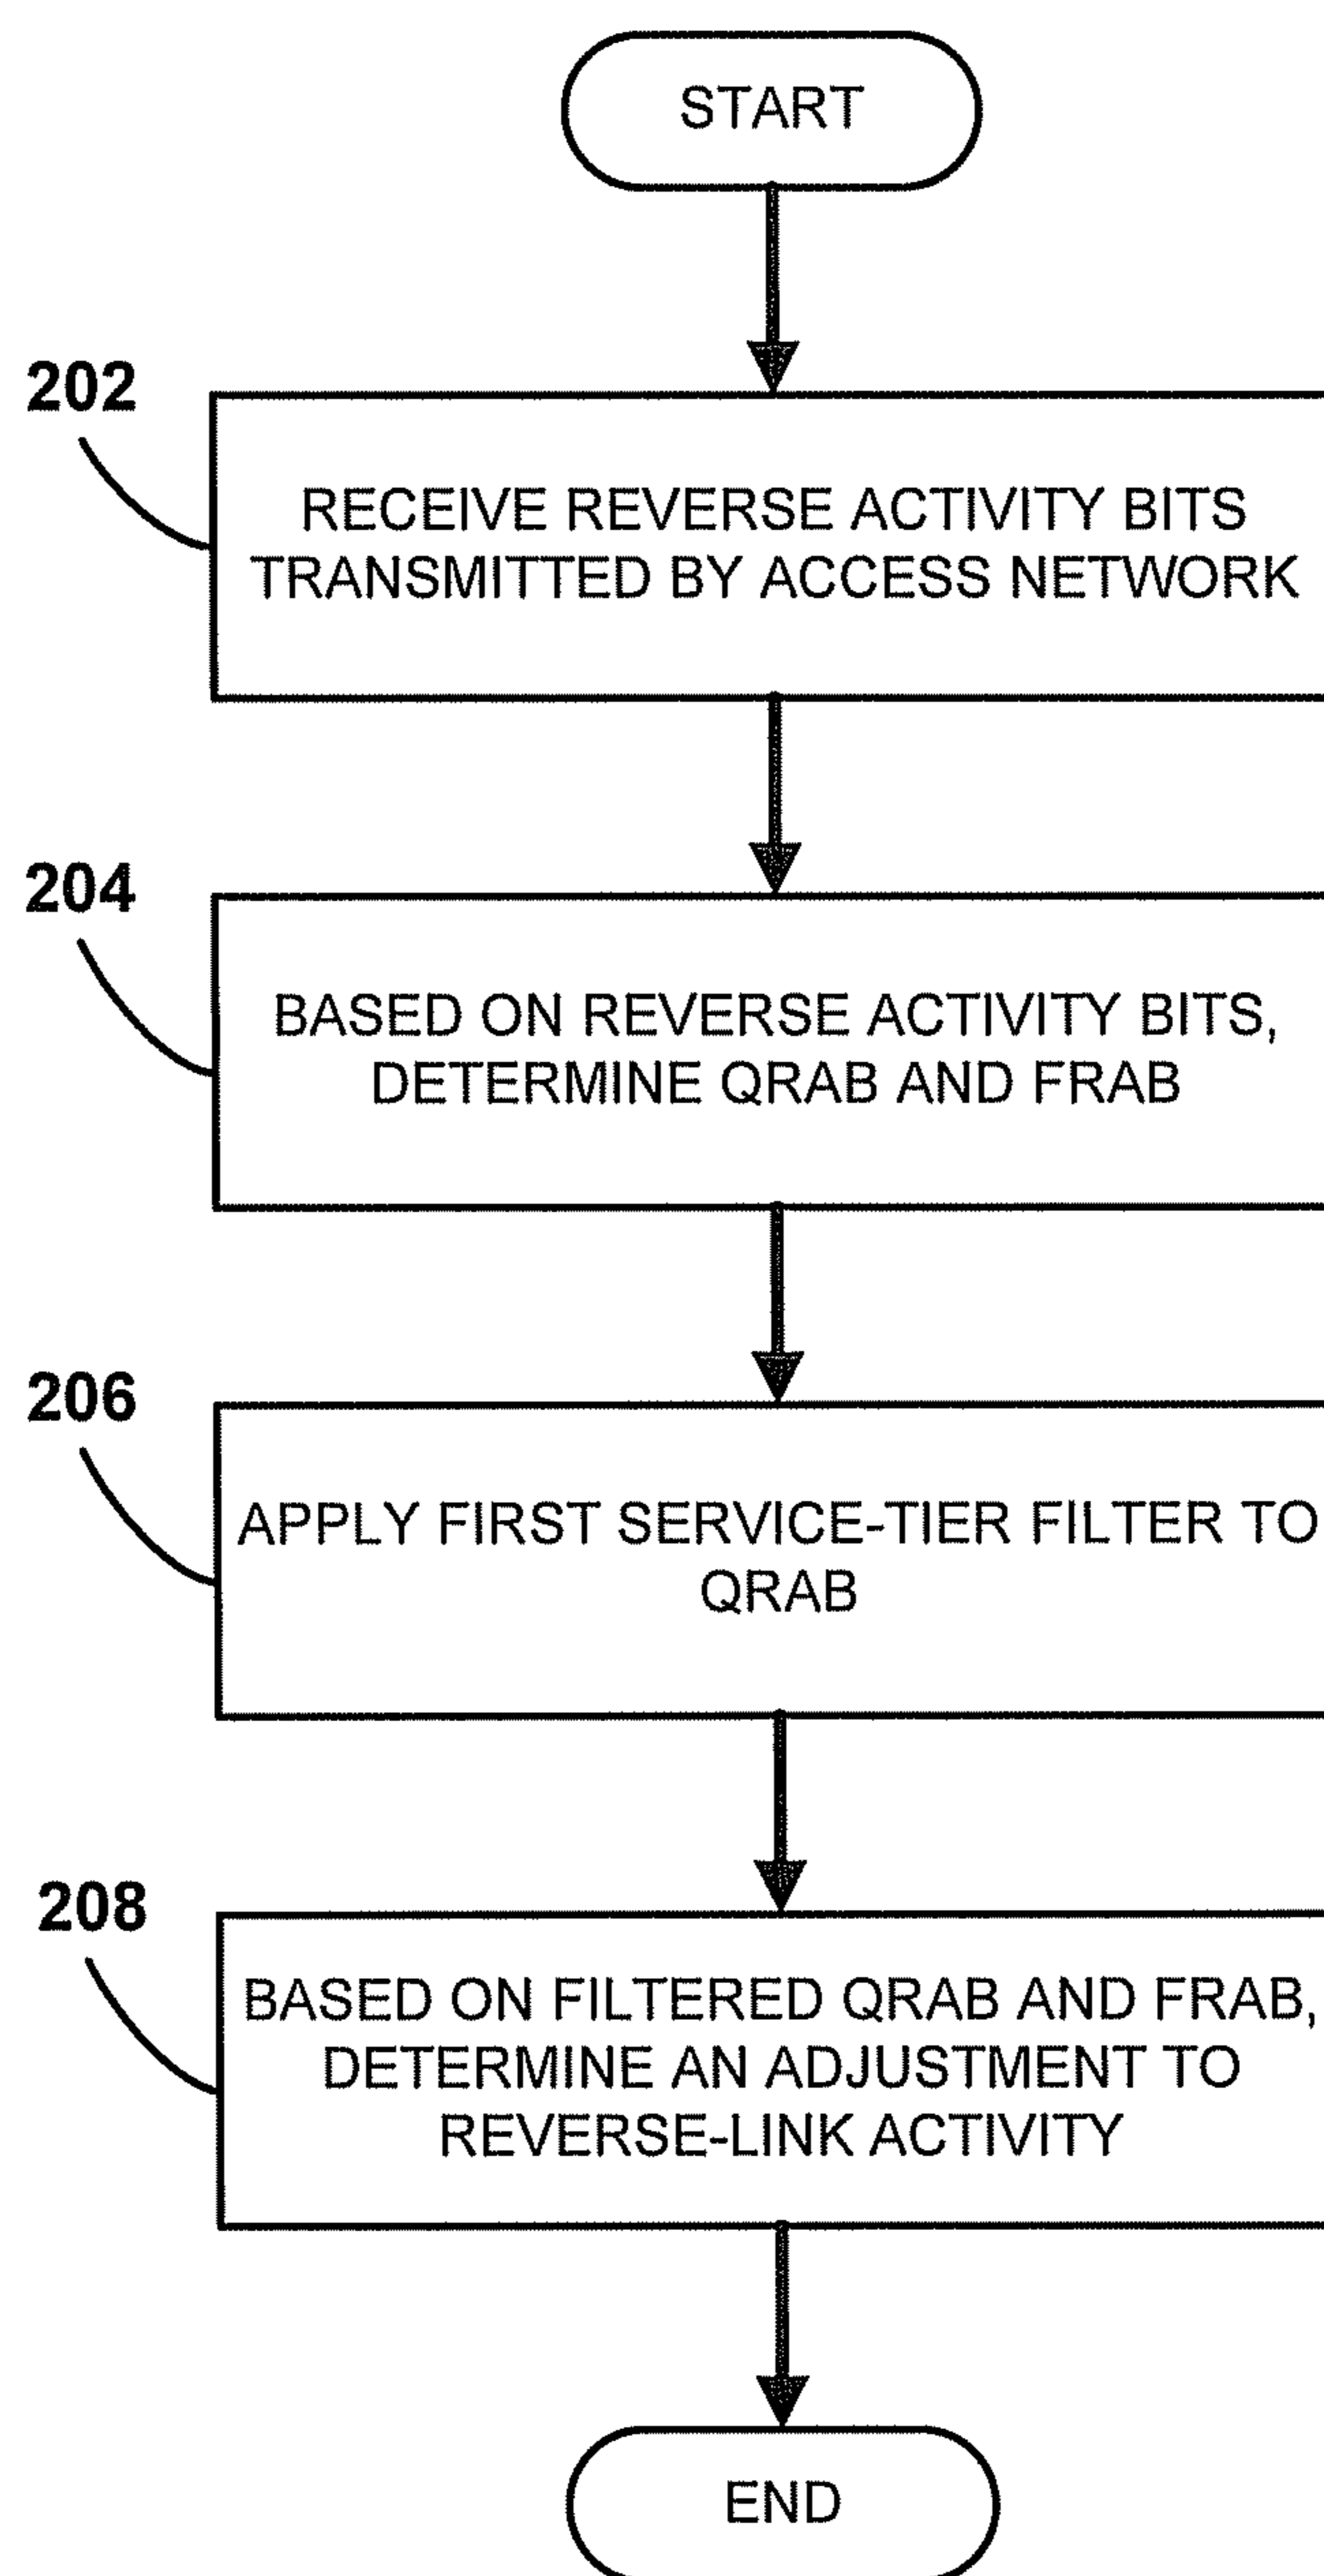 START
202
RECEIVE REVERSE ACTIVITY BITS
TRANSMITTED BY ACCESS NETWORK
204
BASED ON REVERSE ACTIVITY BITS,
DETERMINE QRAB AND FRAB
206
APPLY FIRST SERVICE-TIER FILTER TO
QRAB
208
BASED ON FILTERED QRAB AND FRAB,
DETERMINE AN ADJUSTMENT TO
REVERSE-LINK ACTIVITY
END